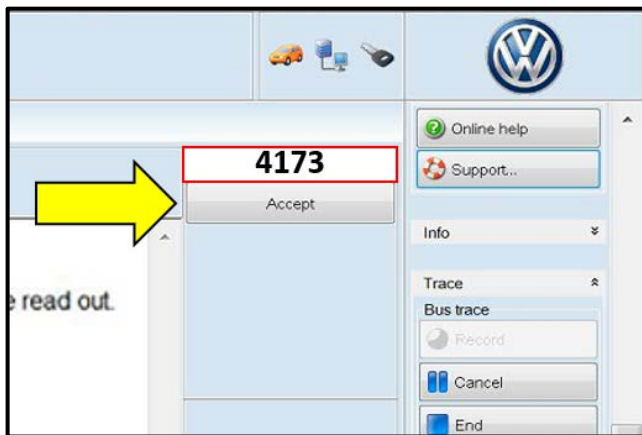 Online help
4173
Support...
Accept
Info
e read out.
Trace
Bus trace
Record
Cancel
End